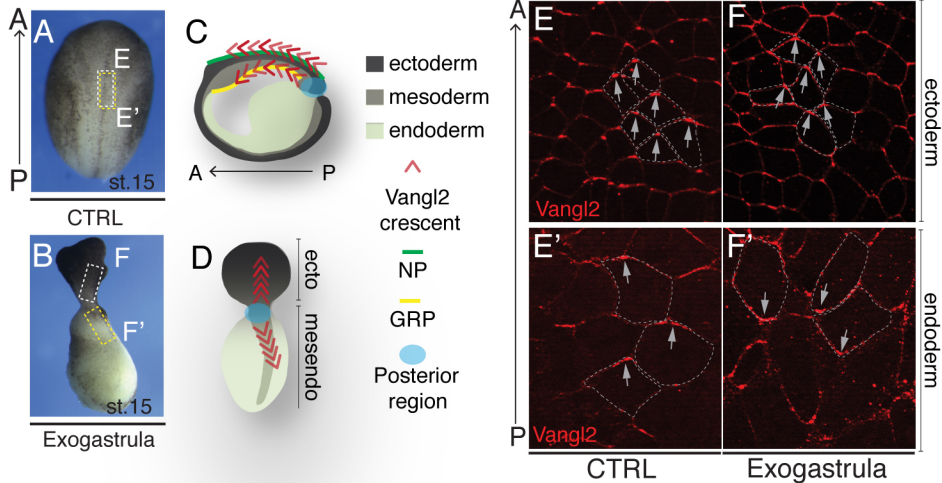 A
P
A
E
E'
st.15
CTRL
B
F
F'
st.15
Exogastrula
C
A
P
D
ecto
mesendo
ectoderm
mesoderm
endoderm
Vangl2
crescent
NP
GRP
Posterior
region
A
P
E
Vangl2
F
ectoderm
E'
Vangl2
F'
endoderm
CTRL
Exogastrula